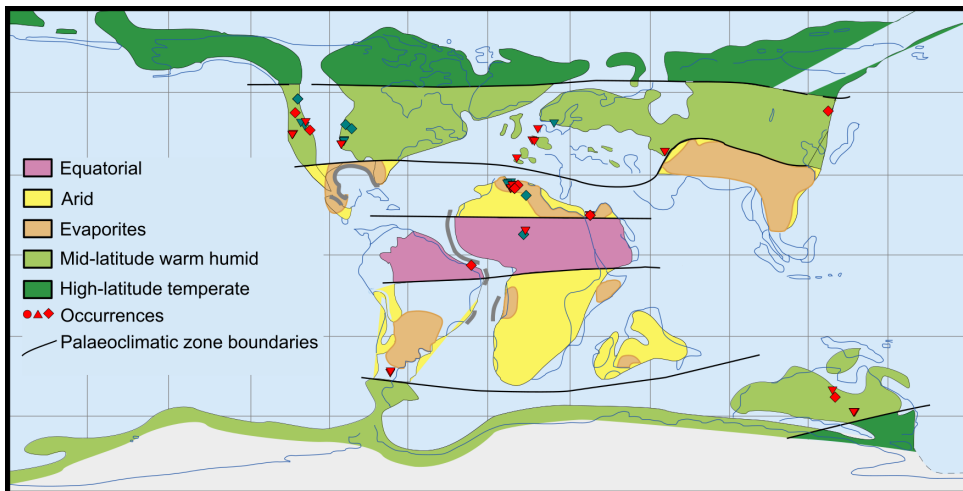 Equatorial
Arid
Evaporites
Mid-latitude warm humid
High-latitude temperate
Occurrences
Palaeoclimatic zone boundaries